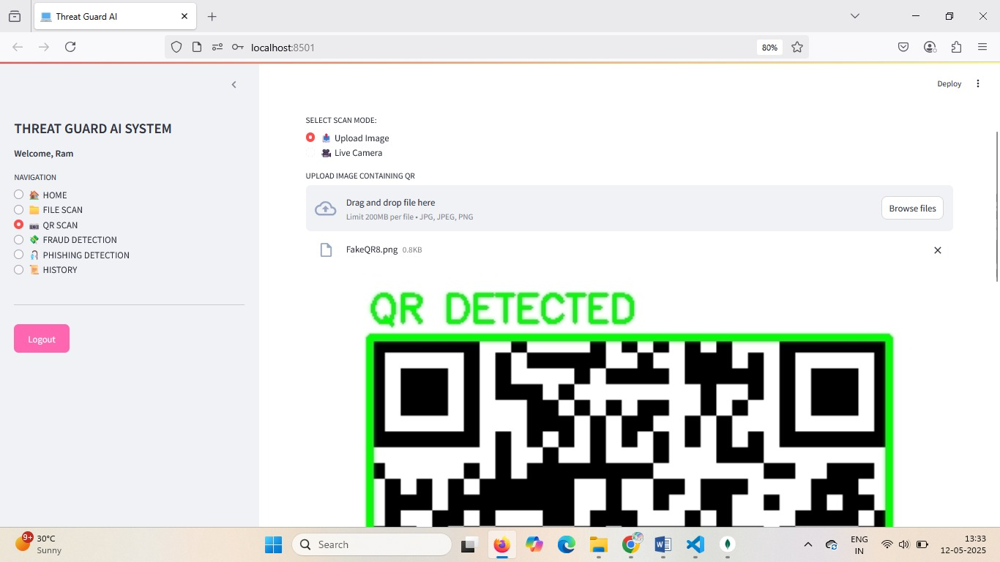 Threat Guard AI
localhost:8501
80%
Deploy
THREAT GUARD AI SYSTEM
Welcome, Ram
NAVIGATION
HOME
FILE SCAN
QR SCAN
FRAUD DETECTION
PHISHING DETECTION
HISTORY
Logout
SELECT SCAN MODE:
Upload Image
Live Camera
UPLOAD IMAGE CONTAINING QR
Drag and drop file here
Limit 200MB per file • JPG, JPEG, PNG
Browse files
FakeQR8.png 0.8KB
QR DETECTED
9+
30°C
Sunny
Search
ENG
IN
13:33
12-05-2025